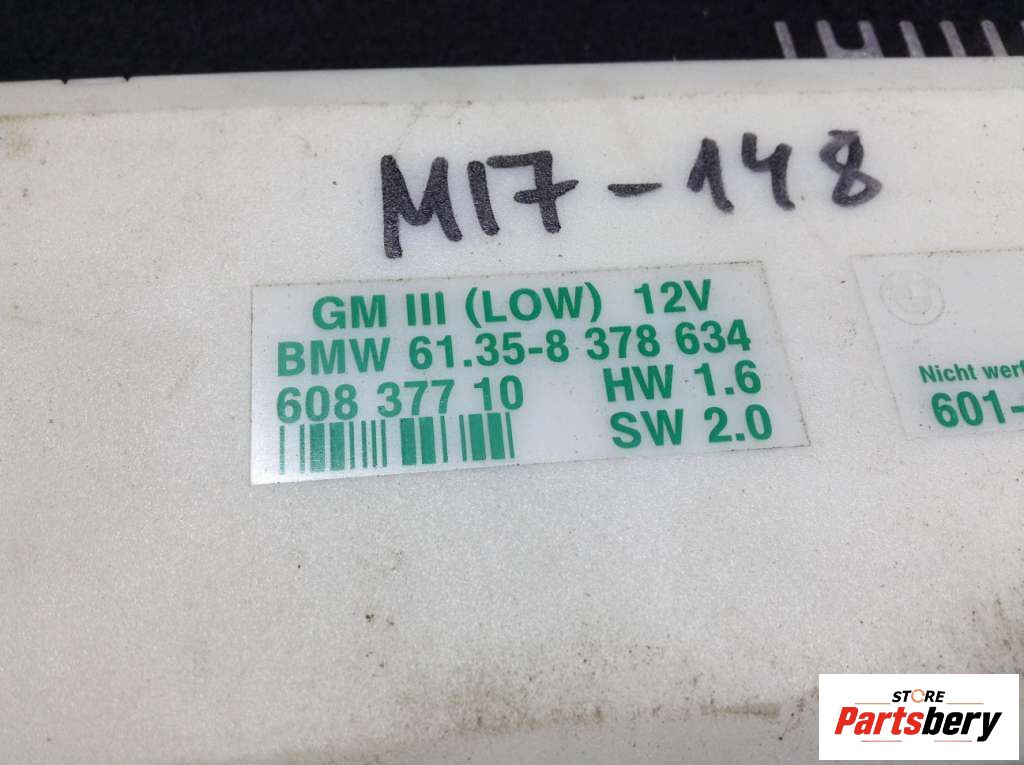 M17-148
GM III (LOW) 12V
BMW 61.35-8 378 634
608 377 10 HW 1.6
SW 2.0
Nicht
601-
STORE
Partsbery